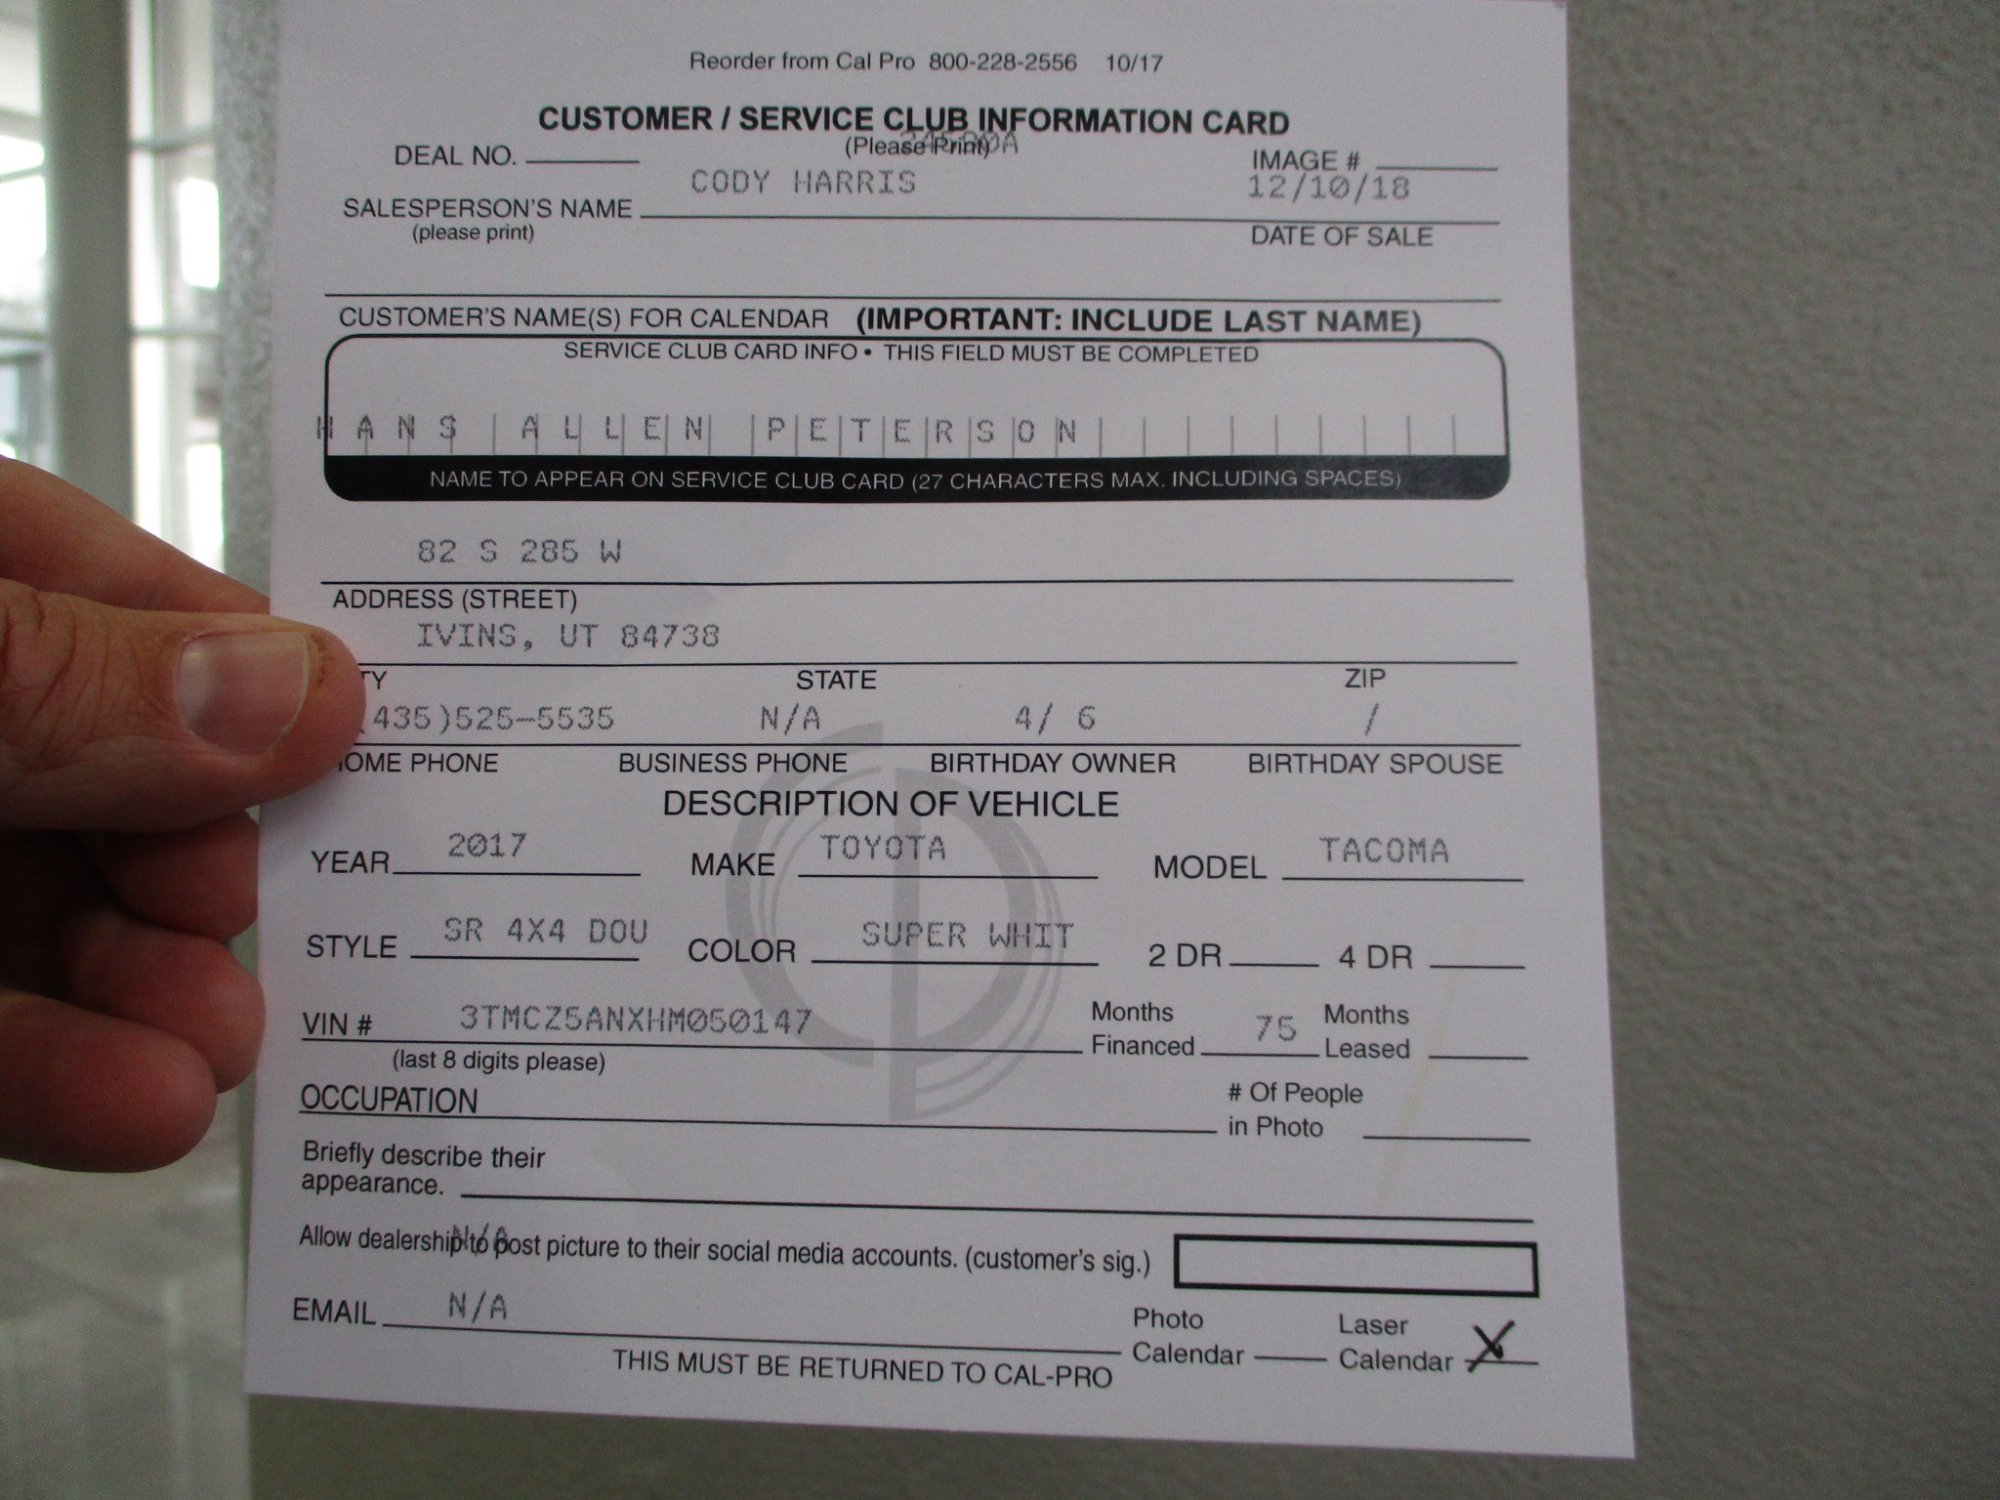 Reorder from Cal Pro 800-228-2556 10/17
CUSTOMER / SERVICE CLUB INFORMATION CARD
(Please Print)
DEAL NO. IMAGE #
CODY HARRIS 12/10/18
SALESPERSON'S NAME
(please print) DATE OF SALE
CUSTOMER'S NAME(S) FOR CALENDAR (IMPORTANT: INCLUDE LAST NAME)
SERVICE CLUB CARD INFO • THIS FIELD MUST BE COMPLETED
HANS ALLEN PETERSON
NAME TO APPEAR ON SERVICE CLUB CARD (27 CHARACTERS MAX. INCLUDING SPACES)
82 S 285 W
ADDRESS (STREET)
IVINS, UT 84738
TY STATE ZIP
(435)525-5535 N/A 4/ 6 /
HOME PHONE BUSINESS PHONE BIRTHDAY OWNER BIRTHDAY SPOUSE
DESCRIPTION OF VEHICLE
YEAR 2017 MAKE TOYOTA MODEL TACOMA
STYLE SR 4X4 DOU COLOR SUPER WHIT 2 DR 4 DR
VIN # 3TMCZ5ANXHM050147 Months Financed 75 Months Leased
(last 8 digits please)
OCCUPATION # Of People in Photo
Briefly describe their
appearance.
N/A
Allow dealership to post picture to their social media accounts. (customer's sig.)
EMAIL N/A Photo Calendar Laser Calendar X
THIS MUST BE RETURNED TO CAL-PRO